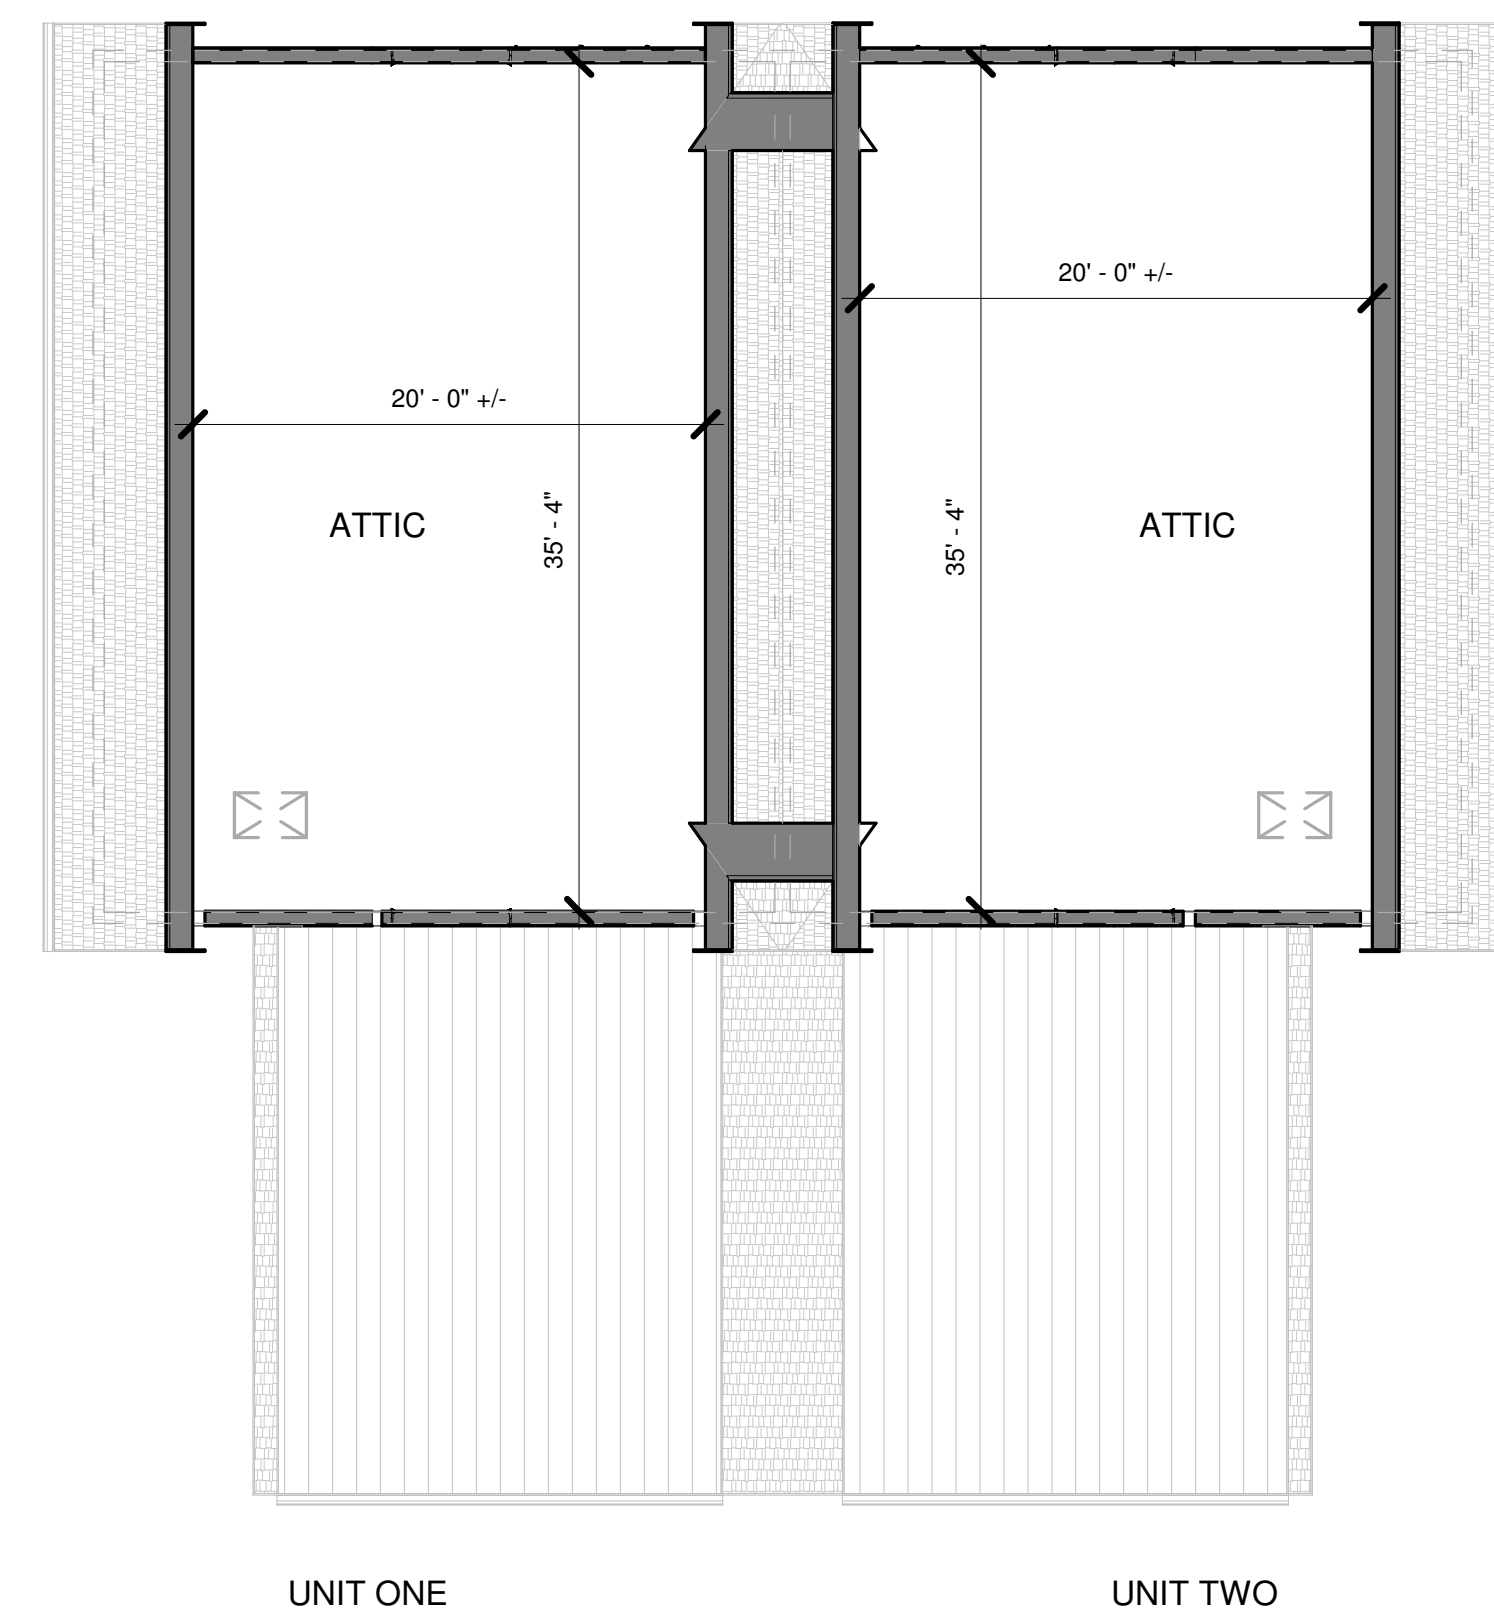 20' - 0" +/-
20' - 0" +/-
35' - 4"
35' - 4"
ATTIC
ATTIC
UNIT ONE
UNIT TWO